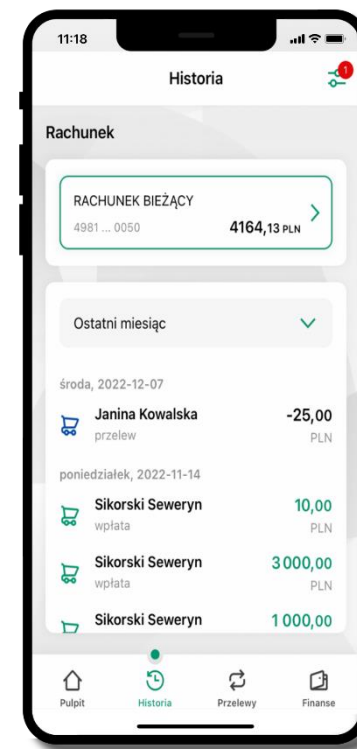 11:18
Historia
1
Rachunek
RACHUNEK BIEŻĄCY
4981 ... 0050
4164,13 PLN
Ostatni miesiąc
środa, 2022-12-07
Janina Kowalska -25,00
przelew PLN
poniedziałek, 2022-11-14
Sikorski Seweryn 10,00
wpłata PLN
Sikorski Seweryn 3 000,00
wpłata PLN
Sikorski Seweryn 1 000,00
Pulpit Historia Przelewy Finanse